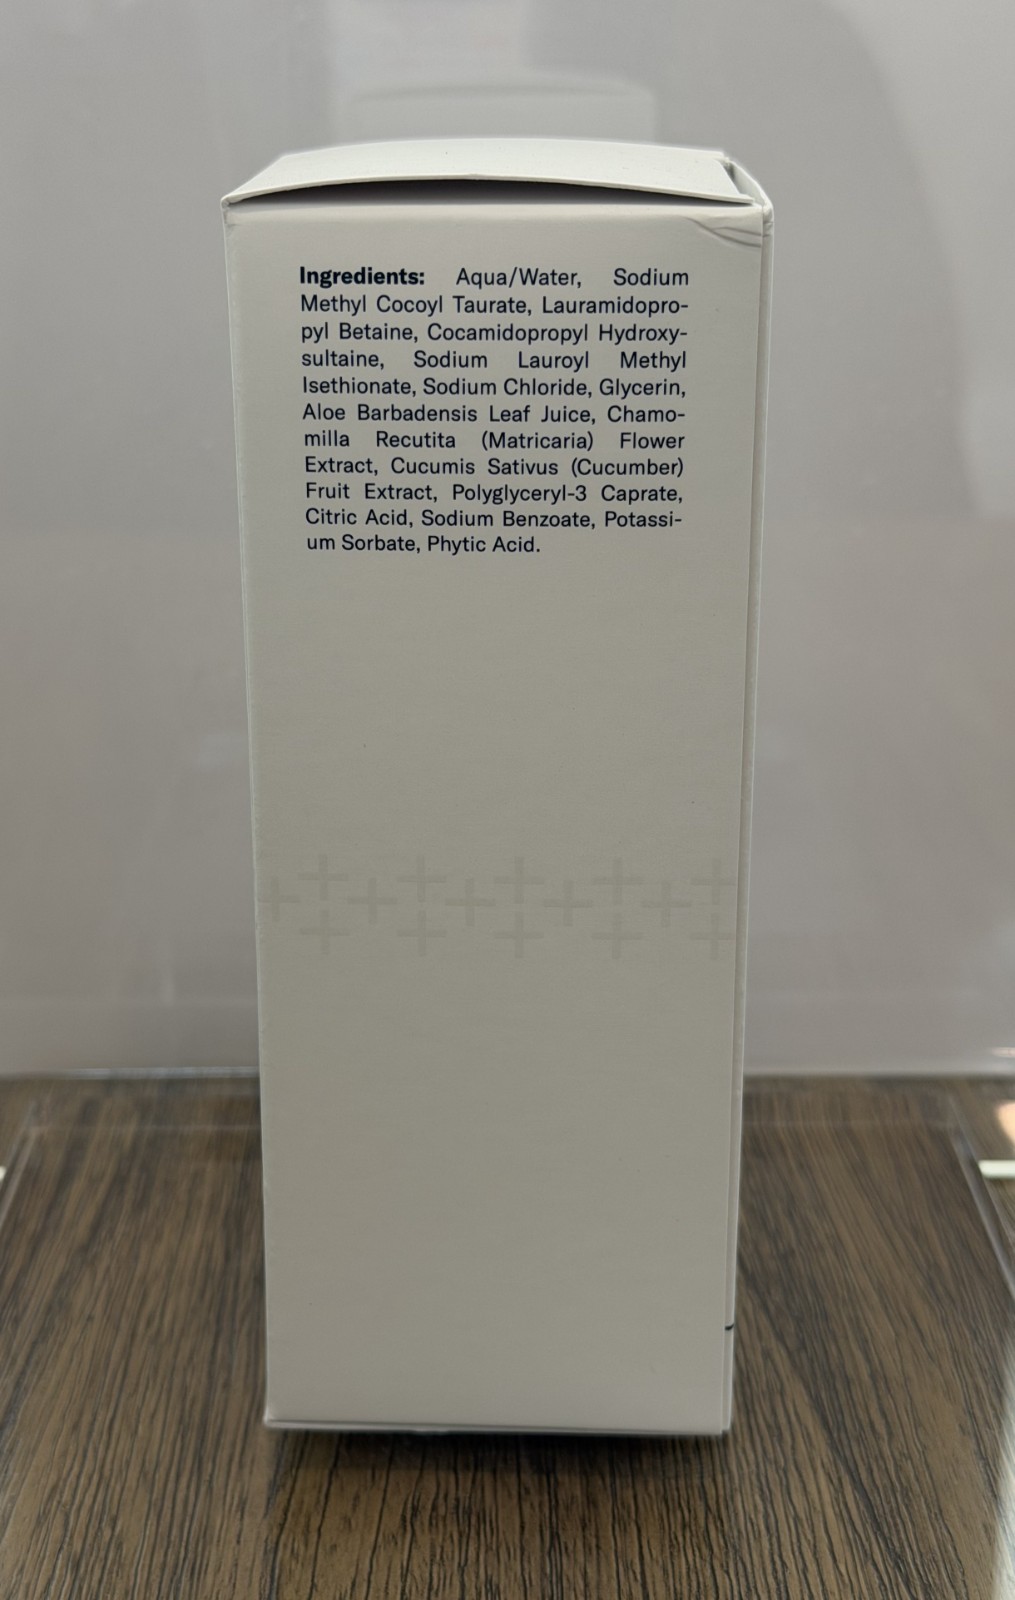 Ingredients: Aqua/Water, Sodium
Methyl Cocoyl Taurate, Lauramidopro-
pyl Betaine, Cocamidopropyl Hydroxy-
sultaine, Sodium Lauroyl Methyl
Isethionate, Sodium Chloride, Glycerin,
Aloe Barbadensis Leaf Juice, Chamo-
milla Recutita (Matricaria) Flower
Extract, Cucumis Sativus (Cucumber)
Fruit Extract, Polyglyceryl-3 Caprate,
Citric Acid, Sodium Benzoate, Potassi-
um Sorbate, Phytic Acid.